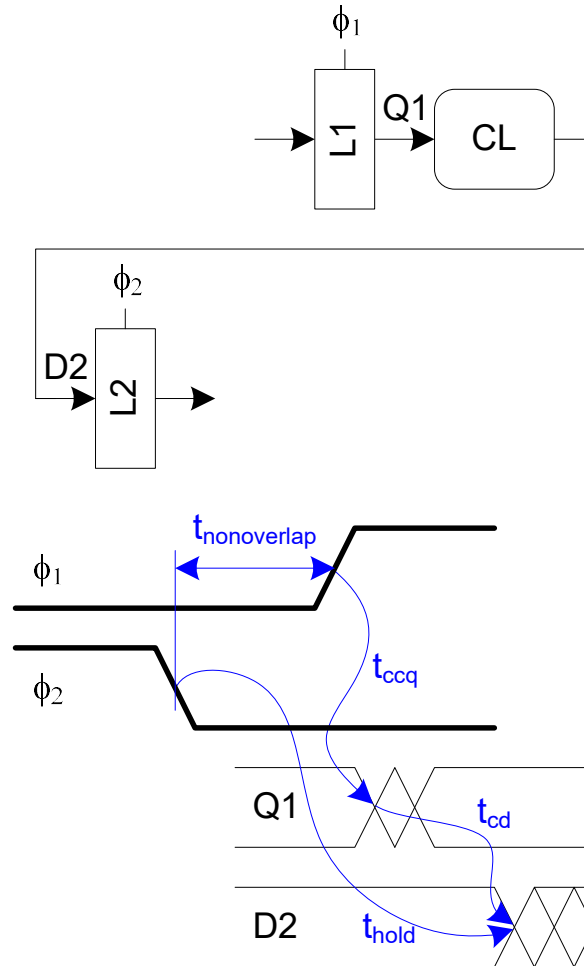 ϕ1
L1
Q1
CL
ϕ2
D2
L2
tnonoverlap
ϕ1
tccq
ϕ2
Q1
tcd
D2
thold